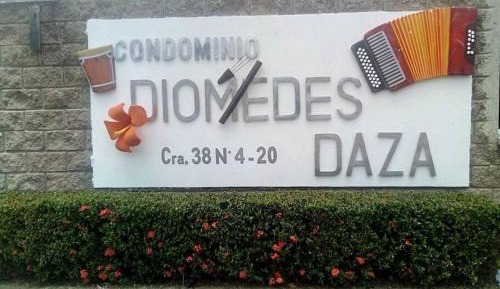 CONDOMINIO
DIOMEDES
DAZA
Cra. 38 N° 4-20